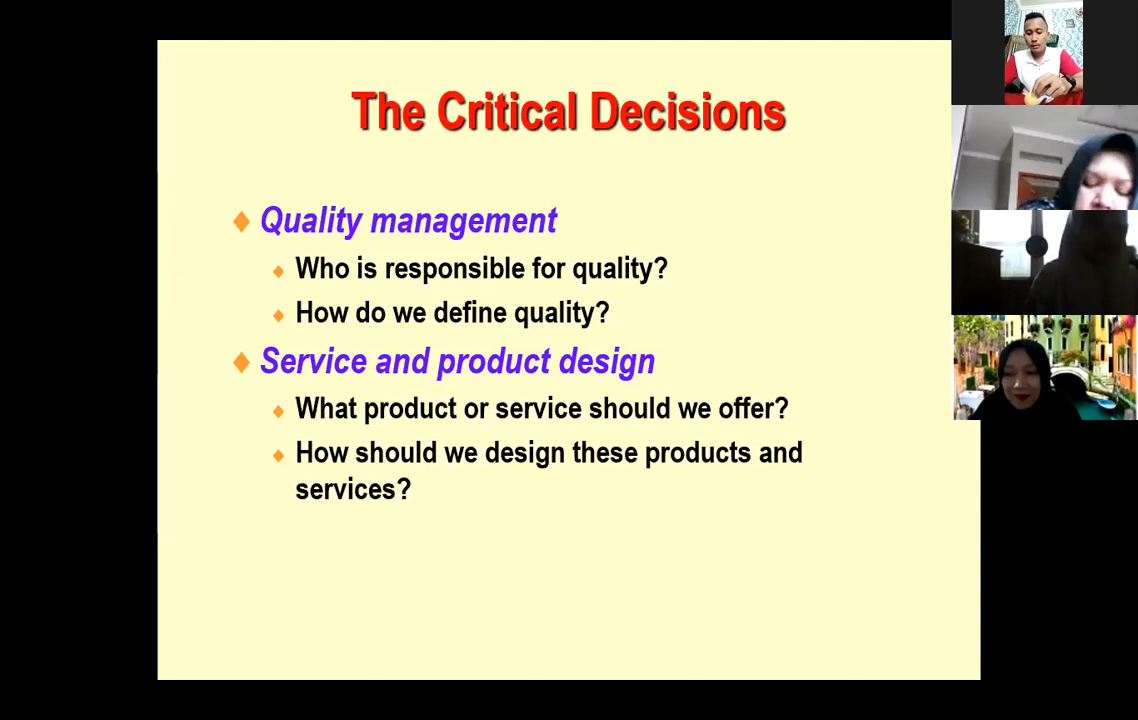 The Critical Decisions
Quality management
Who is responsible for quality?
How do we define quality?
Service and product design
What product or service should we offer?
How should we design these products and
services?